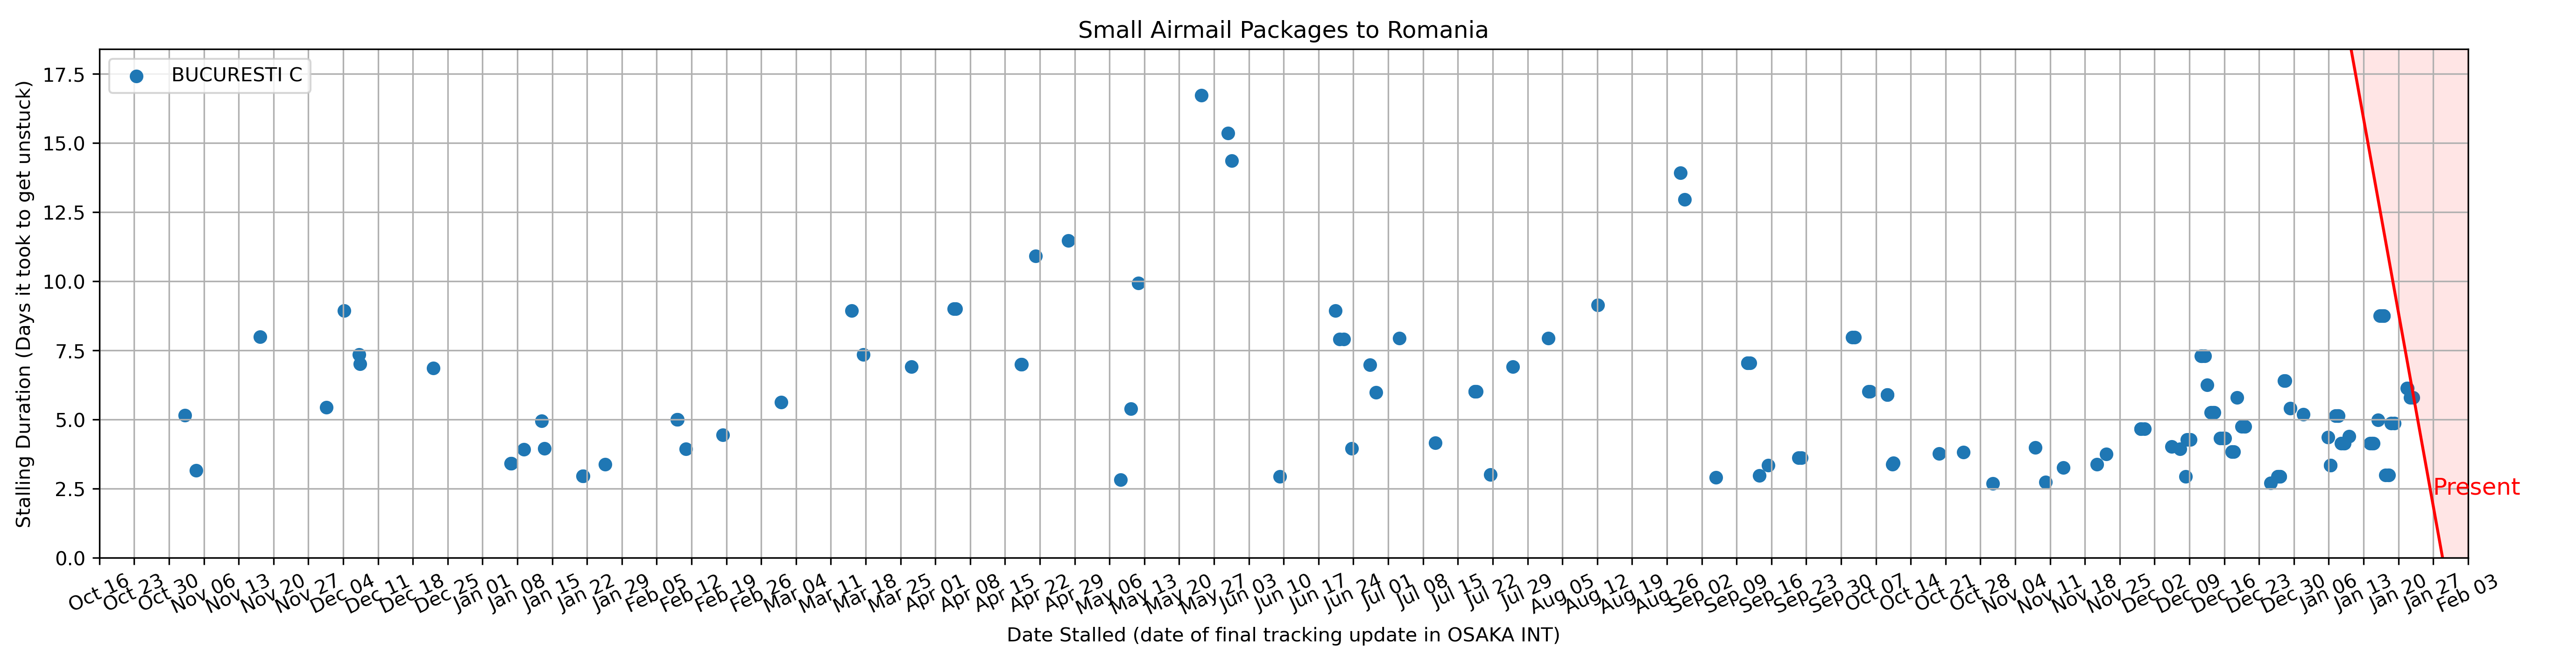 Small Airmail Packages to Romania
BUCURESTI C
Stalling Duration (Days it took to get unstuck)
17.5
15.0
12.5
10.0
7.5
5.0
2.5
0.0
Present
Oct 16
Oct 23
Oct 30
Nov 06
Nov 13
Nov 20
Nov 27
Dec 04
Dec 11
Dec 18
Dec 25
Jan 01
Jan 08
Jan 15
Jan 22
Jan 29
Feb 05
Feb 12
Feb 19
Feb 26
Mar 04
Mar 11
Mar 18
Mar 25
Apr 01
Apr 08
Apr 15
Apr 22
Apr 29
May 06
May 13
May 20
May 27
Jun 03
Jun 10
Jun 17
Jun 24
Jul 01
Jul 08
Jul 15
Jul 22
Jul 29
Aug 05
Aug 12
Aug 19
Aug 26
Sep 02
Sep 09
Sep 16
Sep 23
Sep 30
Oct 07
Oct 14
Oct 21
Oct 28
Nov 04
Nov 11
Nov 18
Nov 25
Dec 02
Dec 09
Dec 16
Dec 23
Dec 30
Jan 06
Jan 13
Jan 20
Jan 27
Feb 03
Date Stalled (date of final tracking update in OSAKA INT)